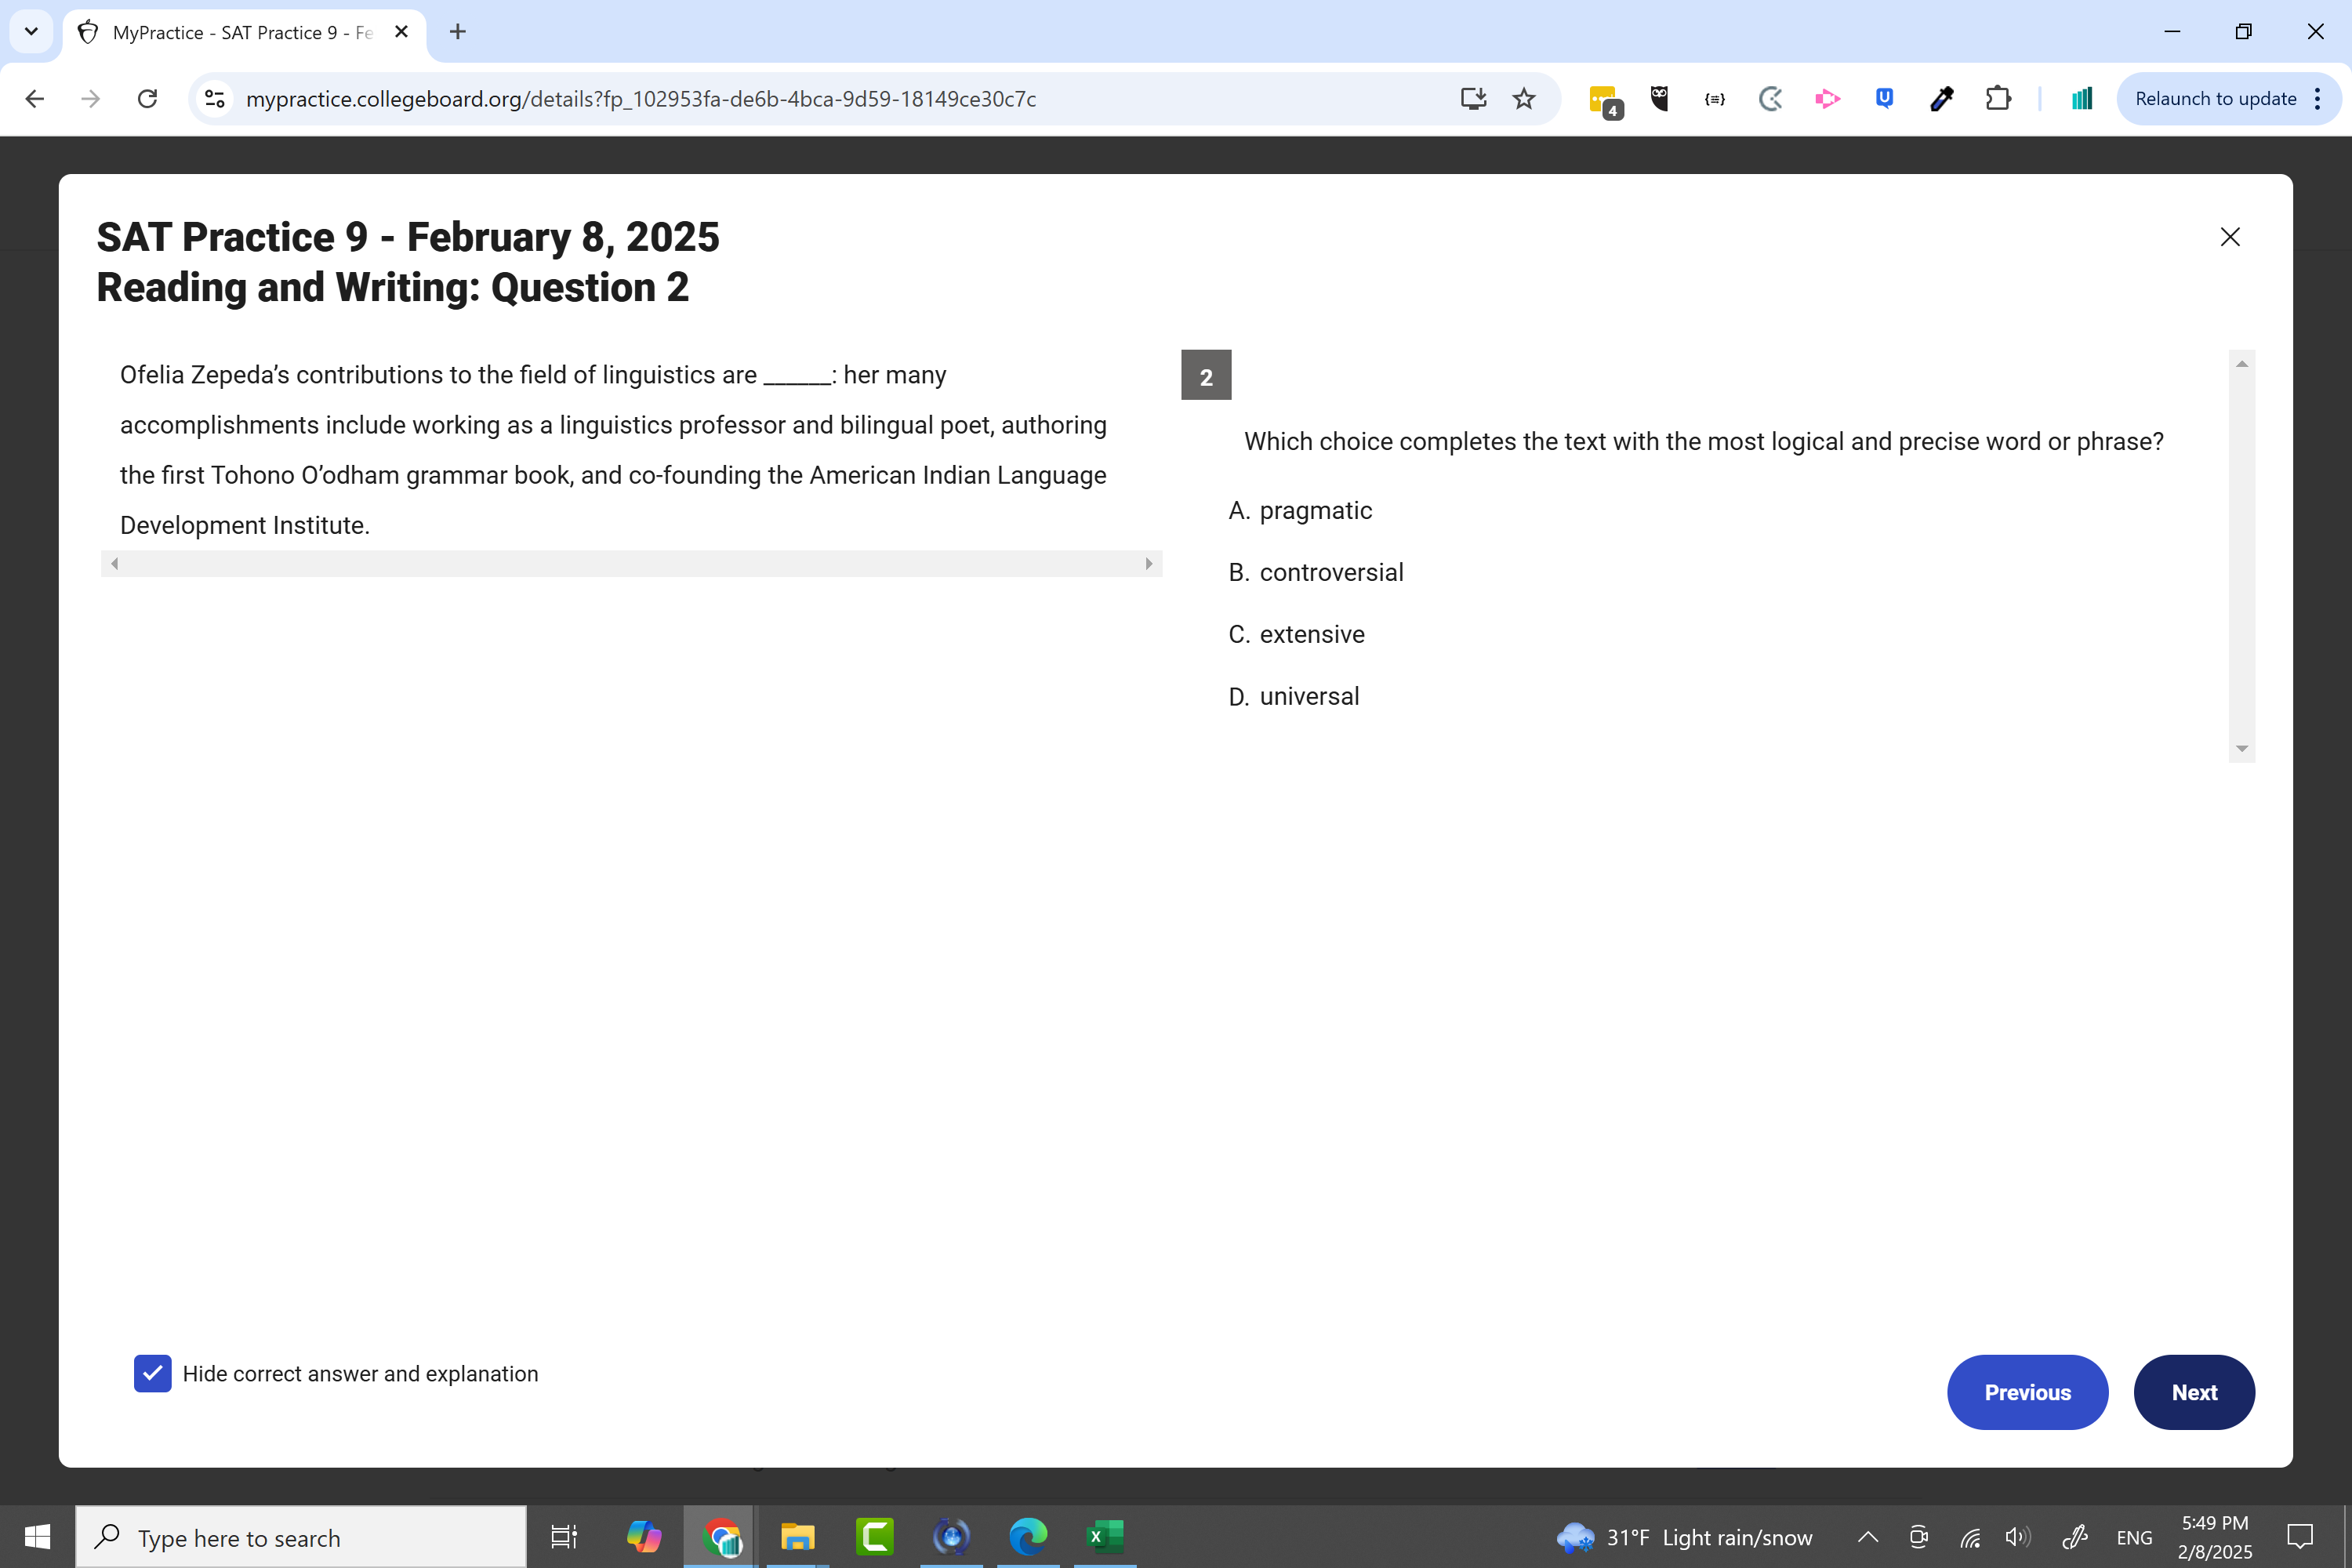 MyPractice - SAT Practice 9 - Fe
mypractice.collegeboard.org/details?fp_102953fa-de6b-4bca-9d59-18149ce30c7c
4
Relaunch to update
SAT Practice 9 - February 8, 2025
Reading and Writing: Question 2
Ofelia Zepeda’s contributions to the field of linguistics are ______: her many
accomplishments include working as a linguistics professor and bilingual poet, authoring
the first Tohono O’odham grammar book, and co-founding the American Indian Language
Development Institute.
2
Which choice completes the text with the most logical and precise word or phrase?
A. pragmatic
B. controversial
C. extensive
D. universal
Hide correct answer and explanation
Previous
Next
Type here to search
31°F Light rain/snow
ENG
5:49 PM
2/8/2025